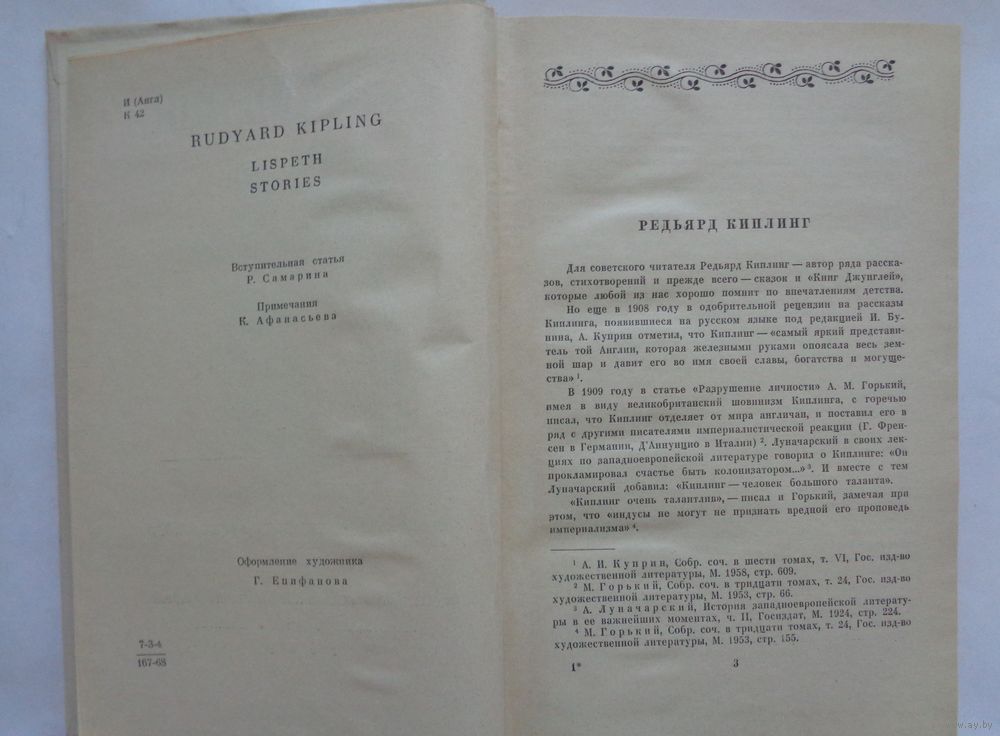 И (Англ)
К 42
RUDYARD KIPLING
LISPETH
STORIES
Вступительная статья
Р. Самарина
Примечания
К. Афанасьева
Оформление художника
Г. Епифанова
7-3-4
167-68
РЕДЬЯРД КИПЛИНГ
Для советского читателя Редьярд Киплинг — автор ряда расска-
зов, стихотворений и прежде всего — сказок и «Книг Джунглей»,
которые любой из нас хорошо помнит по впечатлениям детства.
Но еще в 1908 году в одобрительной рецензии на рассказы
Киплинга, появившиеся на русском языке под редакцией И. Бу-
нина, А. Куприн отметил, что Киплинг — «самый яркий представи-
тель той Англии, которая железными руками опоясала весь зем-
ной шар и давит его во имя своей славы, богатства и могуще-
ства» ¹.
В 1909 году в статье «Разрушение личности» А. М. Горький,
имея в виду великобританский шовинизм Киплинга, с горечью
писал, что Киплинг отделяет от мира англичан, и поставил его в
ряд с другими писателями империалистической реакции (Г. Френ-
сен в Германии, Д'Аннунцио в Италии) ². Луначарский в своих лек-
циях по западноевропейской литературе говорил о Киплинге: «Он
прокламировал счастье быть колонизатором...» ³. И вместе с тем
Луначарский добавил: «Киплинг — человек большого таланта».
«Киплинг очень талантлив», — писал и Горький, замечая при
этом, что «индусы не могут не признать вредной его проповедь
империализма» ⁴.
¹ А. И. Куприн, Собр. соч. в шести томах, т. VI, Гос. изд-во
художественной литературы, М. 1958, стр. 609.
² М. Горький, Собр. соч. в тридцати томах, т. 24, Гос. изд-во
художественной литературы, М. 1953, стр. 66.
³ А. Луначарский, История западноевропейской литерату-
ры в ее важнейших моментах, ч. II, Госиздат, М. 1924, стр. 224.
⁴ М. Горький, Собр. соч. в тридцати томах, т. 24, Гос. изд-во
художественной литературы, М. 1953, стр. 155.
1*
3
www.ay.by